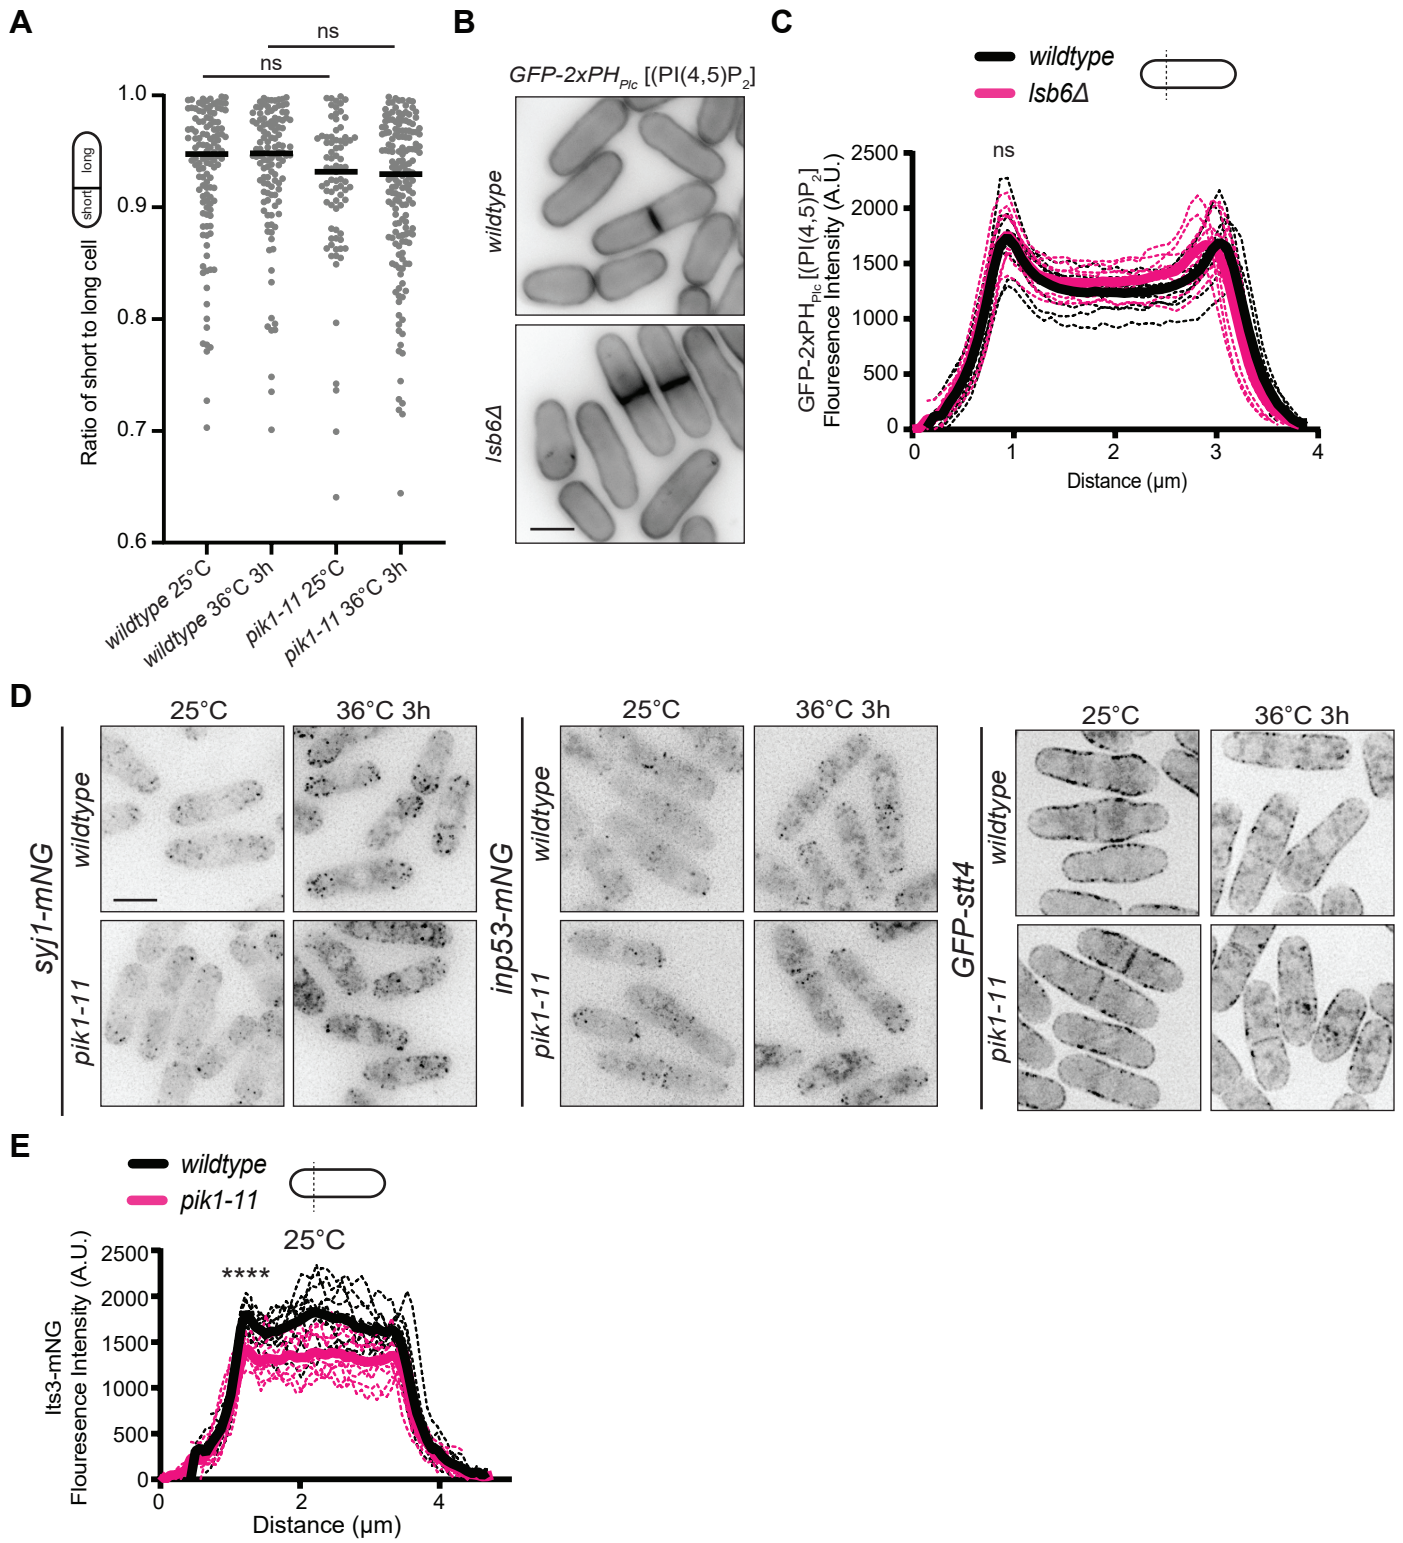 A
ns
ns
1.0
0.9
0.8
0.7
0.6
Ratio of short to long cell
short
long
wildtype 25°C
wildtype 36°C 3h
pik1-11 25°C
pik1-11 36°C 3h
B
GFP-2xPHPlc [(PI(4,5)P2]
wildtype
lsb6Δ
C
wildtype
lsb6Δ
ns
GFP-2xPHPlc [(PI(4,5)P2]
Flouresence Intensity (A.U.)
2500
2000
1500
1000
500
0
0 1 2 3 4
Distance (µm)
D
25°C 36°C 3h
syj1-mNG
wildtype
pik1-11
25°C 36°C 3h
inp53-mNG
wildtype
pik1-11
25°C 36°C 3h
GFP-stt4
wildtype
pik1-11
E
wildtype
pik1-11
25°C
****
Its3-mNG
Flouresence Intensity (A.U.)
2500
2000
1500
1000
500
0
0 2 4
Distance (µm)